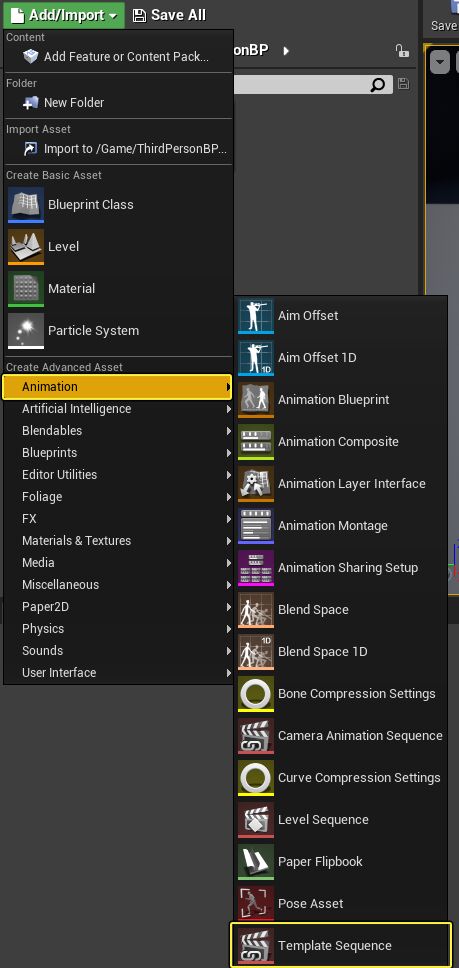 Add/Import
Save All
Content
Add Feature or Content Pack...
onBP
Folder
New Folder
Import Asset
Import to /Game/ThirdPersonBP...
Create Basic Asset
Blueprint Class
Level
Material
Particle System
Create Advanced Asset
Animation
Artificial Intelligence
Blendables
Blueprints
Editor Utilities
Foliage
FX
Materials & Textures
Media
Miscellaneous
Paper2D
Physics
Sounds
User Interface
Aim Offset
1D
Aim Offset 1D
Animation Blueprint
Animation Composite
Animation Layer Interface
Animation Montage
Animation Sharing Setup
Blend Space
1D
Blend Space 1D
Bone Compression Settings
Camera Animation Sequence
Curve Compression Settings
Level Sequence
Paper Flipbook
Pose Asset
Template Sequence
Save